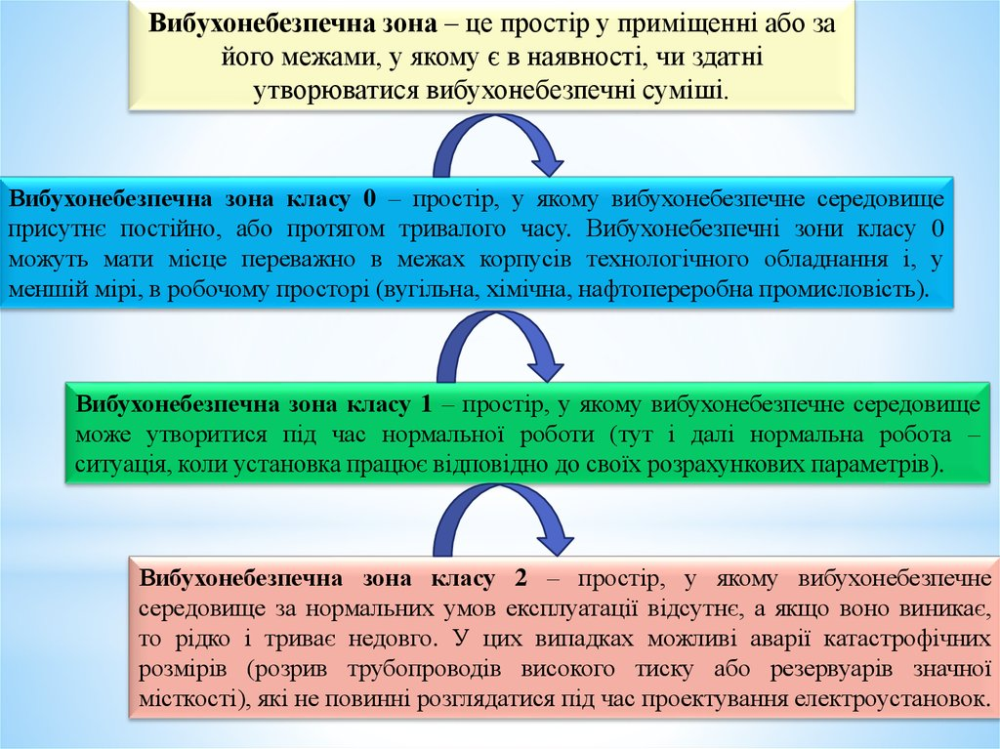 Вибухонебезпечна зона – це простір у приміщенні або за
його межами, у якому є в наявності, чи здатні
утворюватися вибухонебезпечні суміші.
Вибухонебезпечна зона класу 0 – простір, у якому вибухонебезпечне середовище
присутнє постійно, або протягом тривалого часу. Вибухонебезпечні зони класу 0
можуть мати місце переважно в межах корпусів технологічного обладнання і, у
меншій мірі, в робочому просторі (вугільна, хімічна, нафтопереробна промисловість).
Вибухонебезпечна зона класу 1 – простір, у якому вибухонебезпечне середовище
може утворитися під час нормальної роботи (тут і далі нормальна робота –
ситуація, коли установка працює відповідно до своїх розрахункових параметрів).
Вибухонебезпечна зона класу 2 – простір, у якому вибухонебезпечне
середовище за нормальних умов експлуатації відсутнє, а якщо воно виникає,
то рідко і триває недовго. У цих випадках можливі аварії катастрофічних
розмірів (розрив трубопроводів високого тиску або резервуарів значної
місткості), які не повинні розглядатися під час проектування електроустановок.